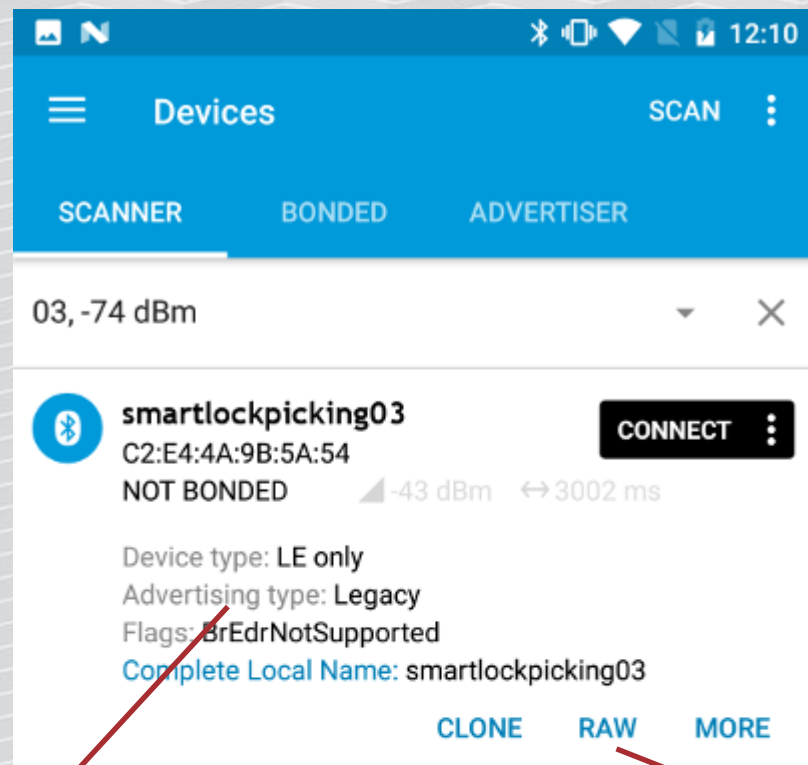 12:10
Devices SCAN
SCANNER BONDED ADVERTISER
03, -74 dBm
smartlockpicking03
CONNECT
C2:E4:4A:9B:5A:54
NOT BONDED -43 dBm 3002 ms
Device type: LE only
Advertising type: Legacy
Flags: BrEdrNotSupported
Complete Local Name: smartlockpicking03
CLONE RAW MORE